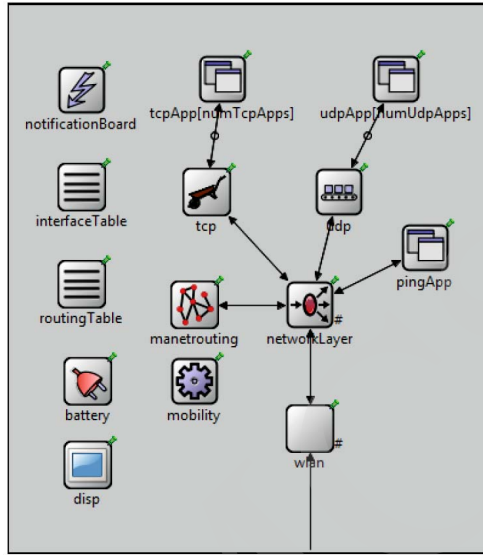 tcpApp[numTcpApps]
udpApp[numUdpApps]
notificationBoard
interfaceTable
tcp
udp
pingApp
routingTable
manetrouting
networkLayer
#
battery
mobility
wlan
#
disp